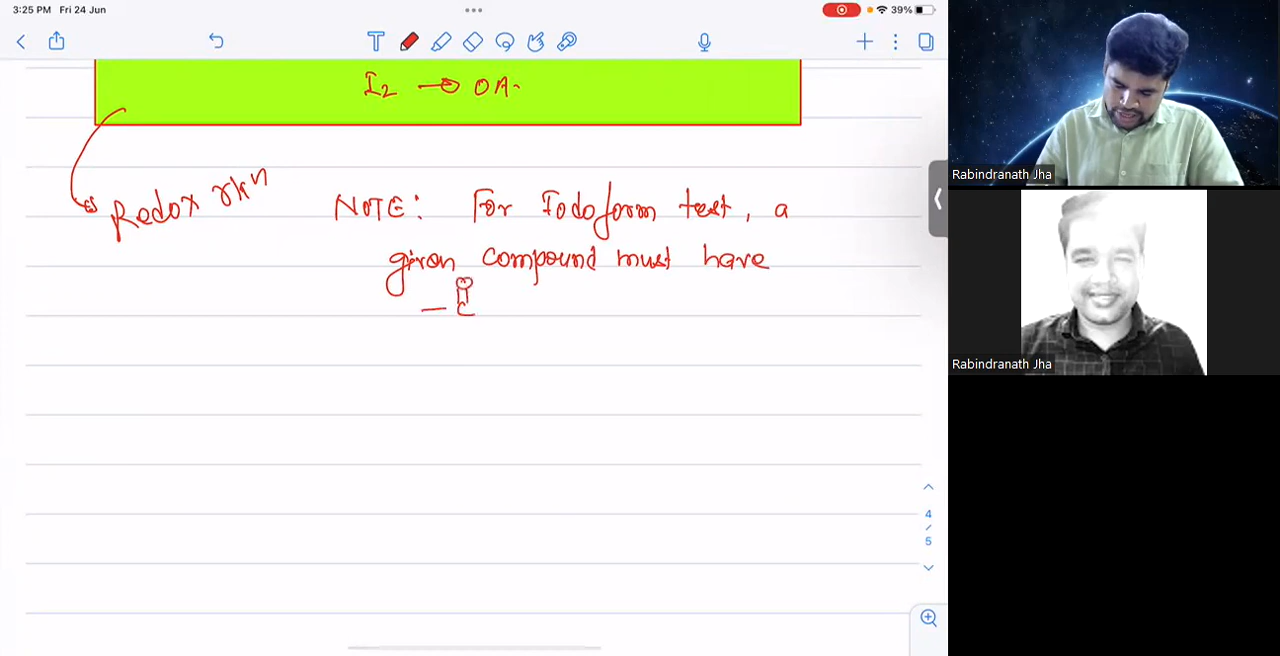 3:25 PM Fri 24 Jun
39%
I2 → OA.
Redox rxn
NOTE: For Iodoform test, a
given compound must have
O
– C
4
/
5
Rabindranath Jha
Rabindranath Jha